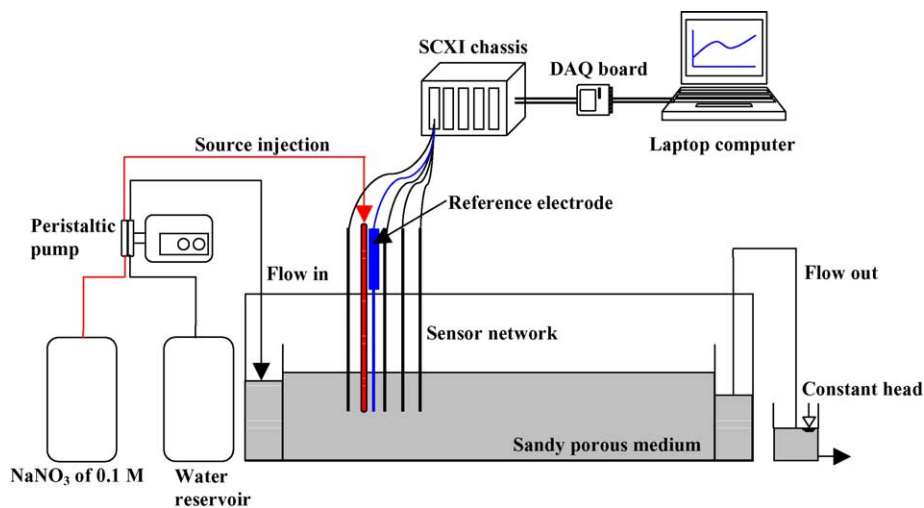 SCXI chassis
DAQ board
Laptop computer
Source injection
Reference electrode
Peristaltic
pump
Flow in
Flow out
Sensor network
Constant head
Sandy porous medium
NaNO₃ of 0.1 M
Water
reservoir